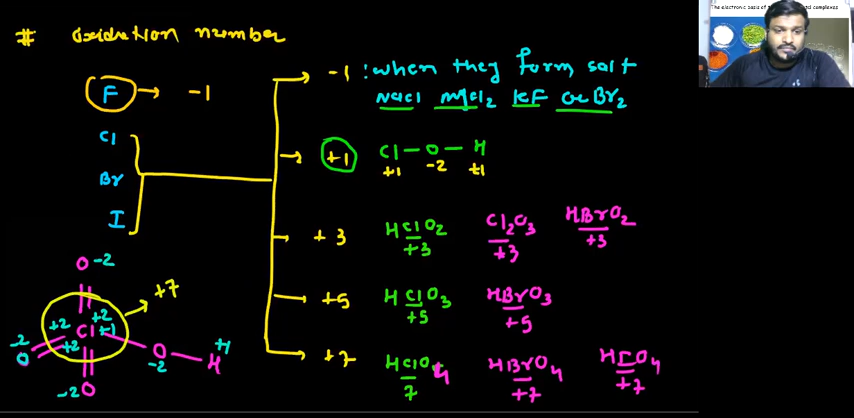 # oxidation number
F → -1
Cl
Br
I
→ -1 : when they form salt
NaCl MgCl2 KF CaBr2
→ +1 Cl — O — H
+1 -2 +1
→ +3 HClO2 Cl2O3 HBrO2
+3 +3 +3
→ +5 HClO3 HBrO3
+5 +5
→ +7 HClO4 HBrO4 HIO4
7 +7 +7
O -2
+7
+2 +2 Cl +1
-2 O +2 O -2 H +1
-2 O
The electronic basis of complexes